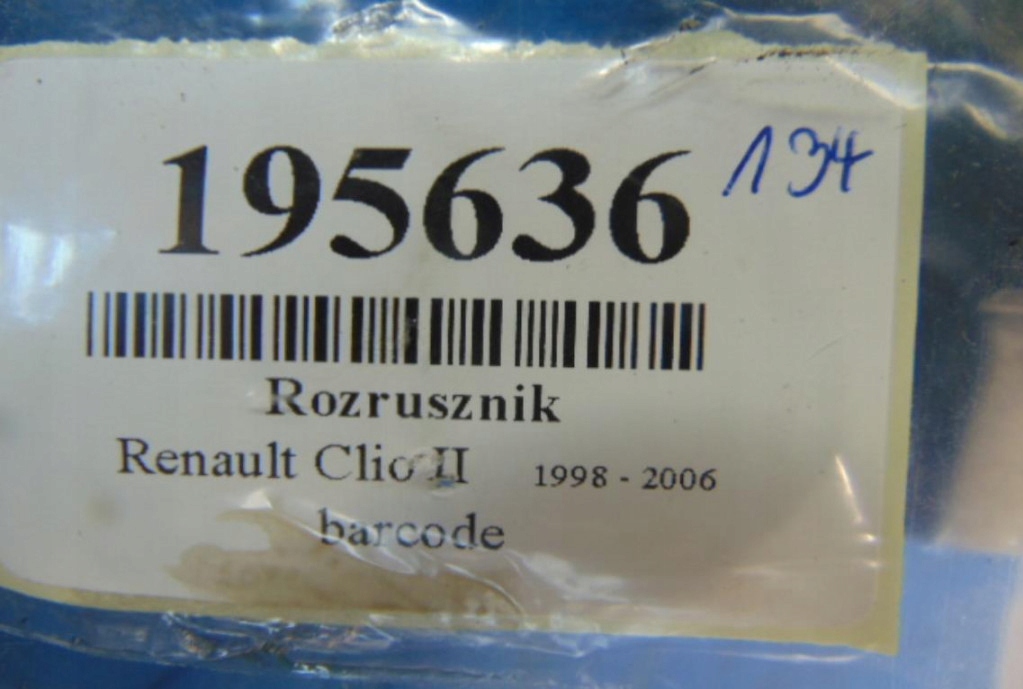 195636 134
Rozrusznik
Renault Clio II 1998 - 2006
barcode